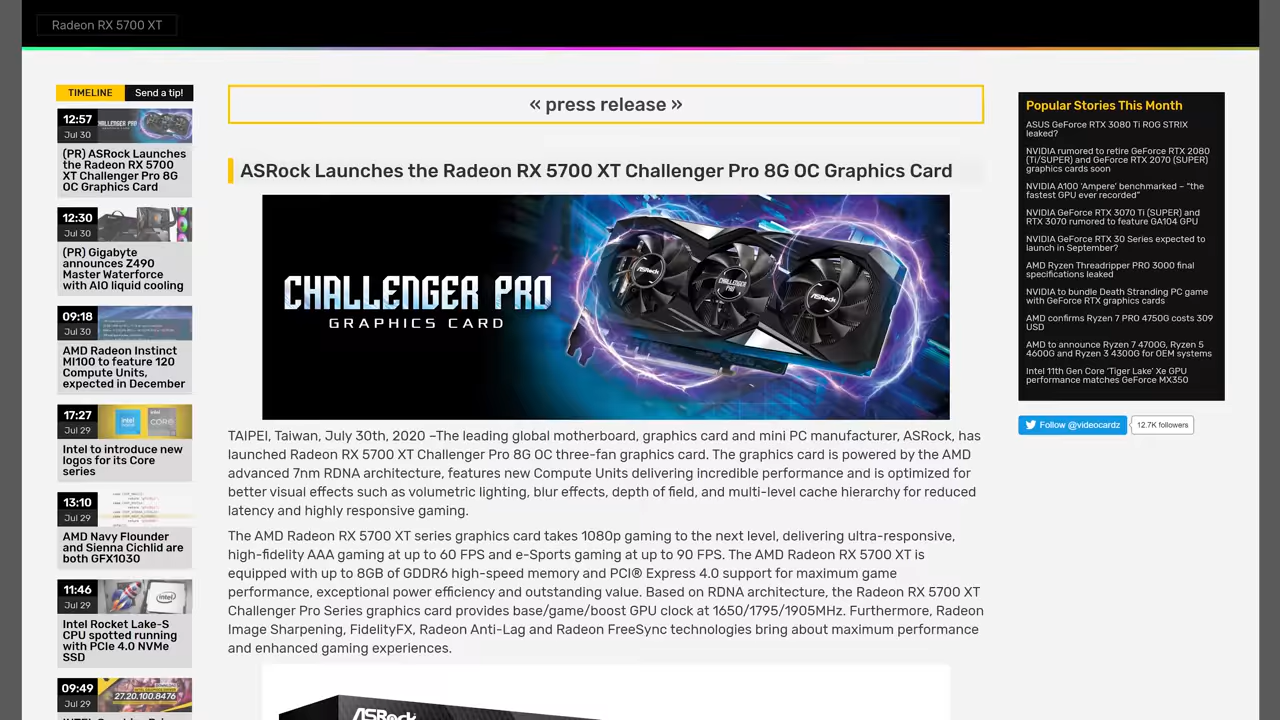 Radeon RX 5700 XT
TIMELINE
Send a tip!
12:57
Jul 30
(PR) ASRock Launches
the Radeon RX 5700
XT Challenger Pro 8G
OC Graphics Card
12:30
Jul 30
(PR) Gigabyte
announces Z490
Master Waterforce
with AIO liquid cooling
09:18
Jul 30
AMD Radeon Instinct
MI100 to feature 120
Compute Units,
expected in December
17:27
Jul 29
Intel to introduce new
logos for its Core
series
13:10
Jul 29
AMD Navy Flounder
and Sienna Cichlid are
both GFX1030
11:46
Jul 29
Intel Rocket Lake-S
CPU spotted running
with PCIe 4.0 NVMe
SSD
09:49
Jul 29
27.20.100.8476
« press release »
ASRock Launches the Radeon RX 5700 XT Challenger Pro 8G OC Graphics Card
CHALLENGER PRO
GRAPHICS CARD
ASRock
CHALLENGER PRO
ASRock
TAIPEI, Taiwan, July 30th, 2020 –The leading global motherboard, graphics card and mini PC manufacturer, ASRock, has
launched Radeon RX 5700 XT Challenger Pro 8G OC three-fan graphics card. The graphics card is powered by the AMD
advanced 7nm RDNA architecture, features new Compute Units delivering incredible performance and is optimized for
better visual effects such as volumetric lighting, blur effects, depth of field, and multi-level cache hierarchy for reduced
latency and highly responsive gaming.
The AMD Radeon RX 5700 XT series graphics card takes 1080p gaming to the next level, delivering ultra-responsive,
high-fidelity AAA gaming at up to 60 FPS and e-Sports gaming at up to 90 FPS. The AMD Radeon RX 5700 XT is
equipped with up to 8GB of GDDR6 high-speed memory and PCI® Express 4.0 support for maximum game
performance, exceptional power efficiency and outstanding value. Based on RDNA architecture, the Radeon RX 5700 XT
Challenger Pro Series graphics card provides base/game/boost GPU clock at 1650/1795/1905MHz. Furthermore, Radeon
Image Sharpening, FidelityFX, Radeon Anti-Lag and Radeon FreeSync technologies bring about maximum performance
and enhanced gaming experiences.
ASRock
Popular Stories This Month
ASUS GeForce RTX 3080 Ti ROG STRIX
leaked?
NVIDIA rumored to retire GeForce RTX 2080
(Ti/SUPER) and GeForce RTX 2070 (SUPER)
graphics cards soon
NVIDIA A100 'Ampere' benchmarked – "the
fastest GPU ever recorded"
NVIDIA GeForce RTX 3070 Ti (SUPER) and
RTX 3070 rumored to feature GA104 GPU
NVIDIA GeForce RTX 30 Series expected to
launch in September?
AMD Ryzen Threadripper PRO 3000 final
specifications leaked
NVIDIA to bundle Death Stranding PC game
with GeForce RTX graphics cards
AMD confirms Ryzen 7 PRO 4750G costs 309
USD
AMD to announce Ryzen 7 4700G, Ryzen 5
4600G and Ryzen 3 4300G for OEM systems
Intel 11th Gen Core 'Tiger Lake' Xe GPU
performance matches GeForce MX350
Follow @videocardz
12.7K followers